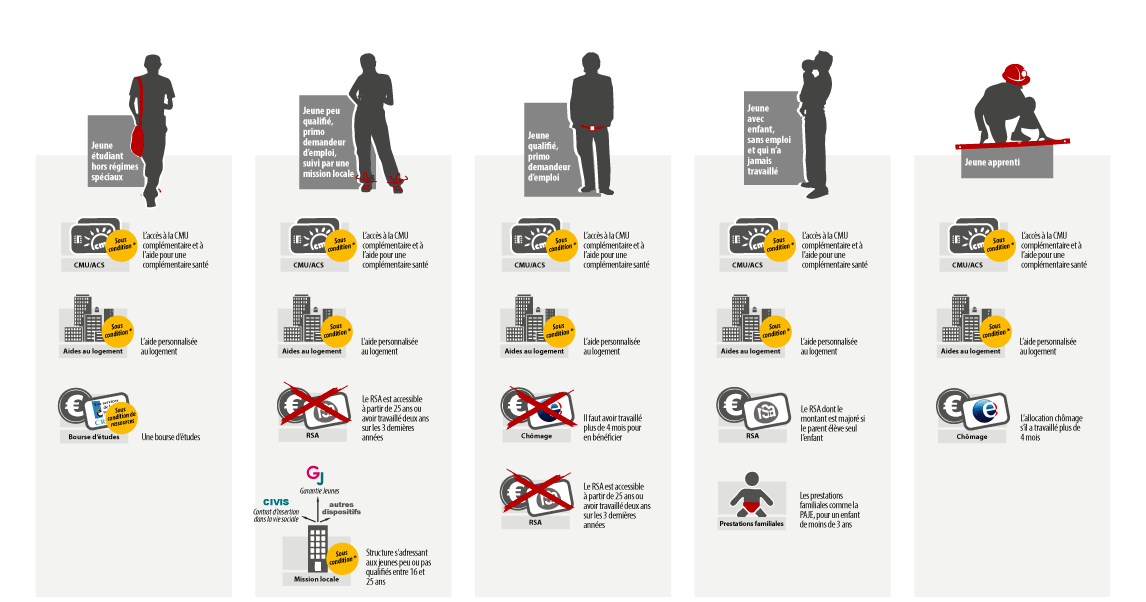 Jeune
étudiant
hors régimes
spéciaux
Sous
condition *
CMU/ACS
L'accès à la CMU
complémentaire et à
l'aide pour une
complémentaire santé
Sous
condition *
Aides au logement
L'aide personnalisée
au logement
Sous
condition de
ressources
Bourse d'études
Une bourse d'études
Jeune peu
qualifié,
primo
demandeur
d'emploi,
suivi par une
mission locale
Sous
condition *
CMU/ACS
L'accès à la CMU
complémentaire et à
l'aide pour une
complémentaire santé
Sous
condition *
Aides au logement
L'aide personnalisée
au logement
RSA
Le RSA est accessible
à partir de 25 ans ou
avoir travaillé deux ans
sur les 3 dernières
années
GJ
Garantie Jeunes
CIVIS
Contrat d'insertion
dans la vie sociale
autres
dispositifs
Sous
condition *
Mission locale
Structure s'adressant
aux jeunes peu ou pas
qualifiés entre 16 et
25 ans
Jeune
qualifié,
primo
demandeur
d'emploi
Sous
condition *
CMU/ACS
L'accès à la CMU
complémentaire et à
l'aide pour une
complémentaire santé
Sous
condition *
Aides au logement
L'aide personnalisée
au logement
Chômage
Il faut avoir travaillé
plus de 4 mois pour
en bénéficier
RSA
Le RSA est accessible
à partir de 25 ans ou
avoir travaillé deux ans
sur les 3 dernières
années
Jeune
avec
enfant,
sans emploi
et qui n'a
jamais
travaillé
Sous
condition *
CMU/ACS
L'accès à la CMU
complémentaire et à
l'aide pour une
complémentaire santé
Sous
condition *
Aides au logement
L'aide personnalisée
au logement
rsa
RSA
Le RSA dont le
montant est majoré si
le parent élève seul
l'enfant
Prestations familiales
Les prestations
familiales comme la
PAJE, pour un enfant
de moins de 3 ans
Jeune apprenti
Sous
condition *
CMU/ACS
L'accès à la CMU
complémentaire et à
l'aide pour une
complémentaire santé
Sous
condition *
Aides au logement
L'aide personnalisée
au logement
Chômage
L'allocation chômage
s'il a travaillé plus de
4 mois